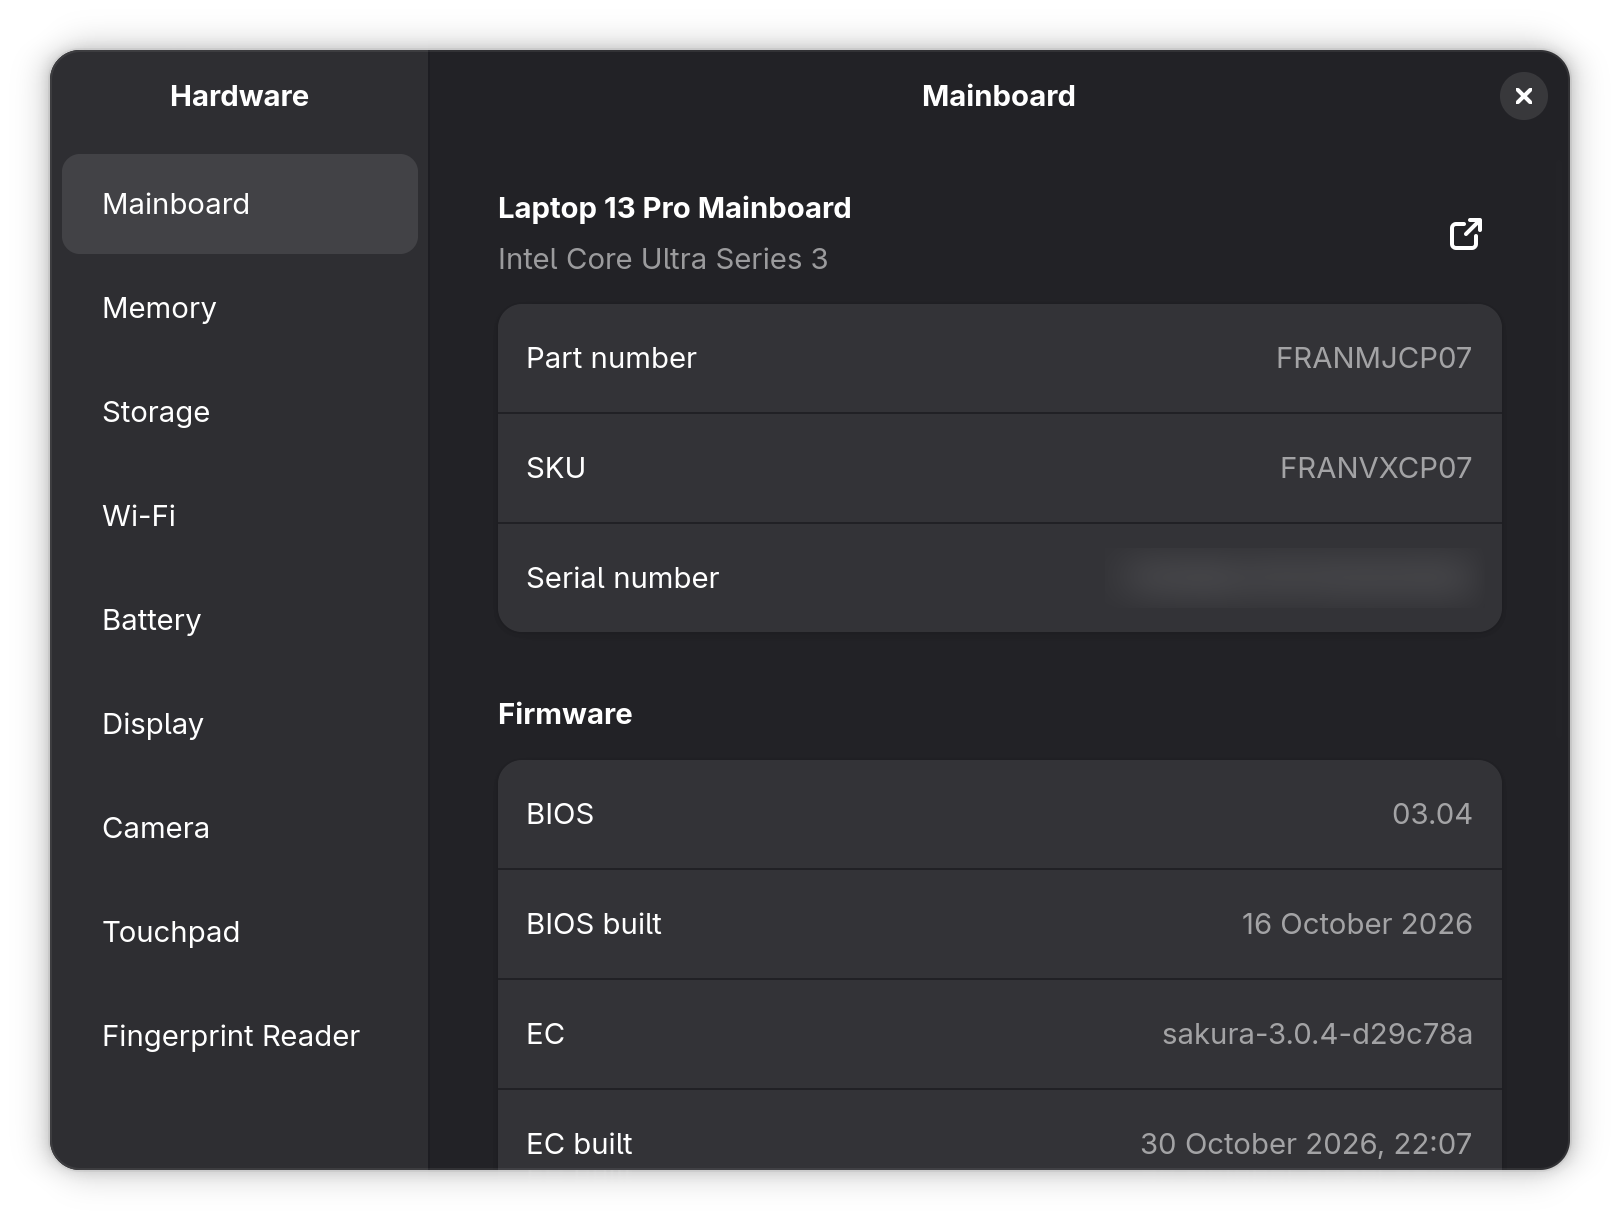 Hardware
Mainboard
Memory
Storage
Wi-Fi
Battery
Display
Camera
Touchpad
Fingerprint Reader
Mainboard
Laptop 13 Pro Mainboard
Intel Core Ultra Series 3
Part number FRANMJCP07
SKU FRANVXCP07
Serial number
Firmware
BIOS 03.04
BIOS built 16 October 2026
EC sakura-3.0.4-d29c78a
EC built 30 October 2026, 22:07